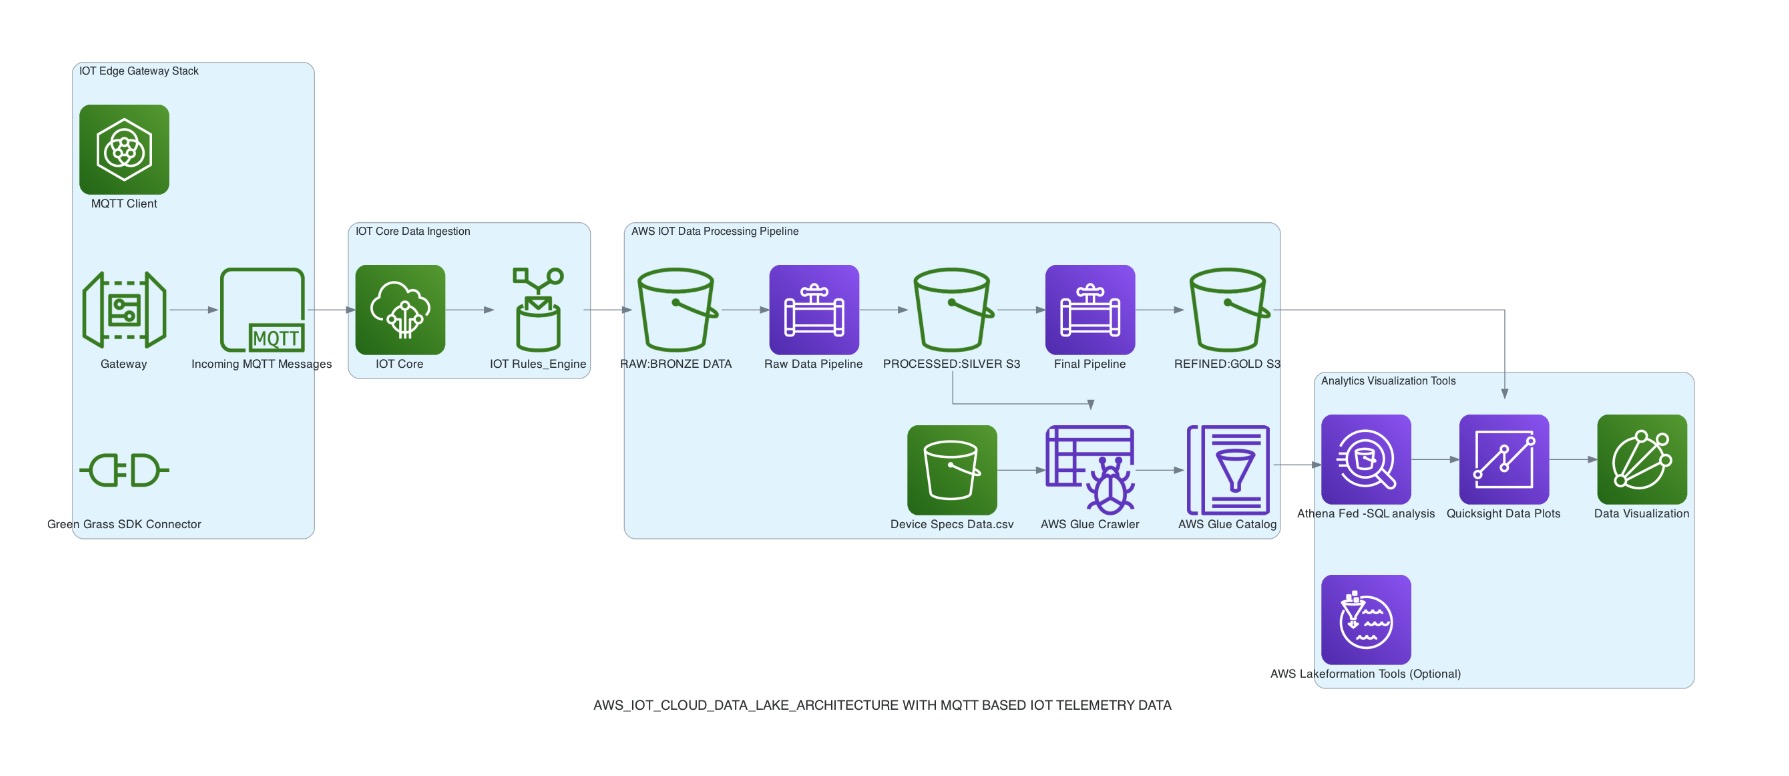 IOT Edge Gateway Stack
MQTT Client
Gateway
MQTT
Incoming MQTT Messages
Green Grass SDK Connector
IOT Core Data Ingestion
IOT Core
IOT Rules_Engine
AWS IOT Data Processing Pipeline
RAW:BRONZE DATA
Raw Data Pipeline
PROCESSED:SILVER S3
Final Pipeline
REFINED:GOLD S3
Device Specs Data.csv
AWS Glue Crawler
AWS Glue Catalog
Analytics Visualization Tools
Athena Fed -SQL analysis
Quicksight Data Plots
Data Visualization
AWS Lakeformation Tools (Optional)
AWS_IOT_CLOUD_DATA_LAKE_ARCHITECTURE WITH MQTT BASED IOT TELEMETRY DATA